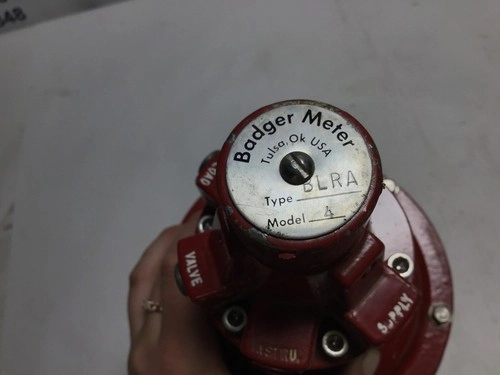 Badger Meter
Tulsa, Ok USA
Type BLRA
Model 4
VALVE
SUPPLY